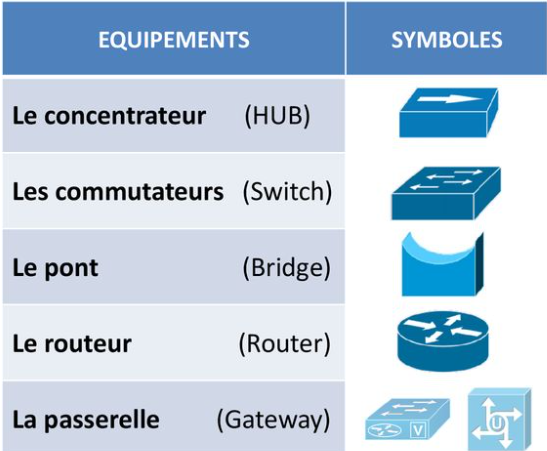 EQUIPEMENTS SYMBOLES
Le concentrateur (HUB)
Les commutateurs (Switch)
Le pont (Bridge)
Le routeur (Router)
La passerelle (Gateway)
V
U